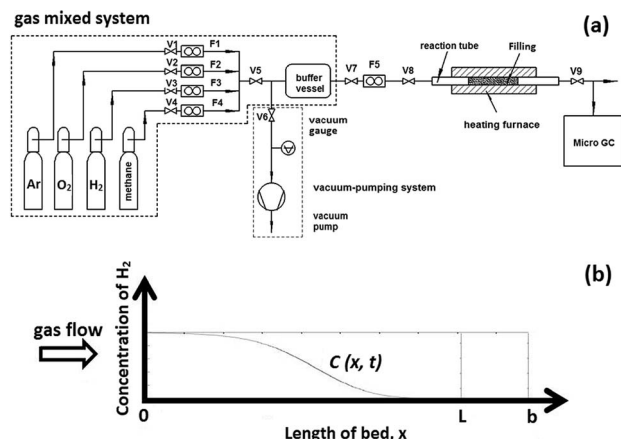 gas mixed system
(a)
V1 F1
V2 F2
V3 F3
V4 F4
V5
buffer
vessel
V7
F5
V8
reaction tube
Filling
V9
heating furnace
Micro GC
V6
vacuum
gauge
vacuum-pumping system
vacuum
pump
Ar
O2
H2
methane
(b)
Concentration of H2
gas flow
C (x, t)
0
L
b
Length of bed, x